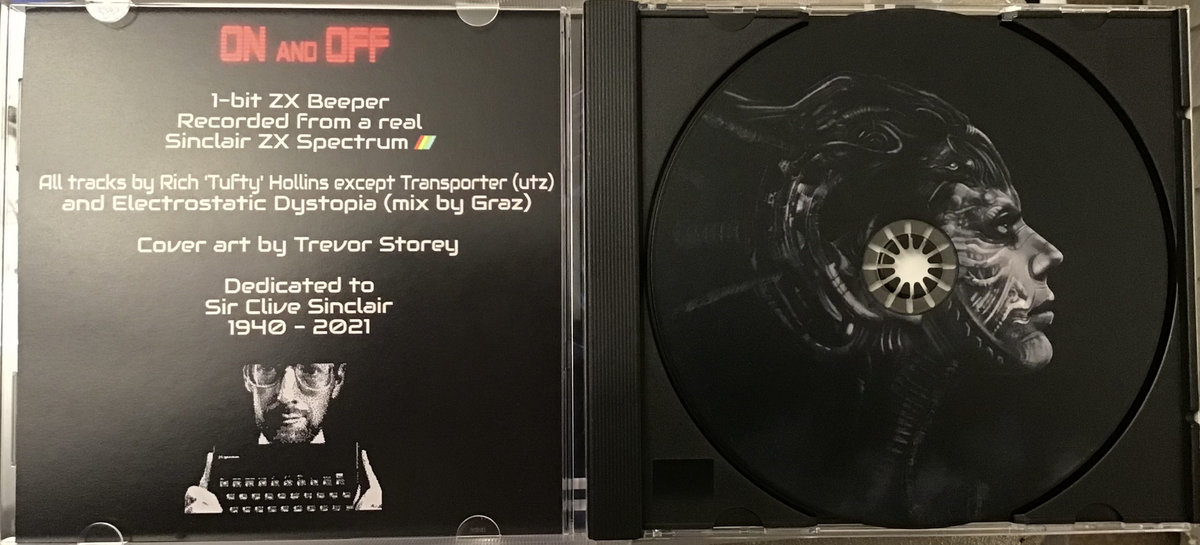 ON AND OFF
1-bit ZX Beeper
Recorded from a real
Sinclair ZX Spectrum
All tracks by Rich ‘Tufty’ Hollins except Transporter (utz)
and Electrostatic Dystopia (mix by Graz)
Cover art by Trevor Storey
Dedicated to
Sir Clive Sinclair
1940 - 2021